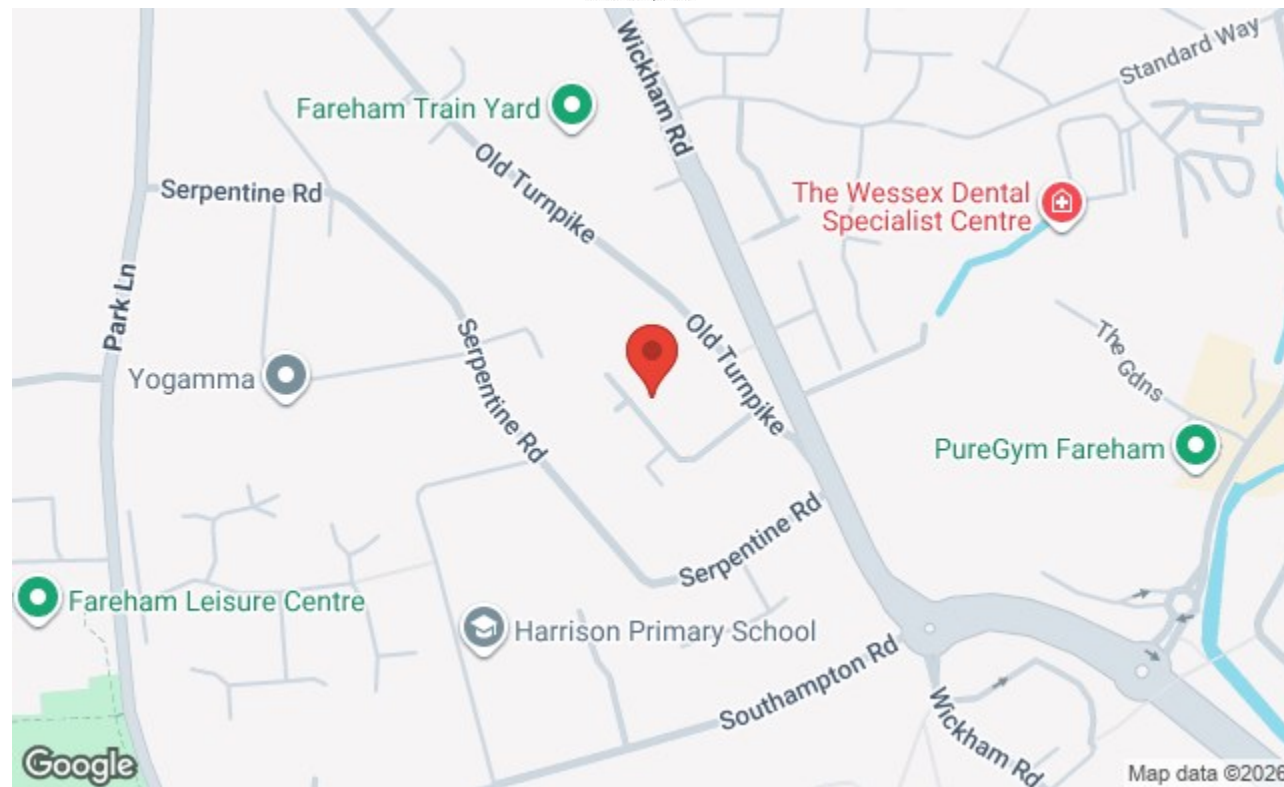 Wickham Rd
Standard Way
Fareham Train Yard
Old Turnpike
Serpentine Rd
The Wessex Dental
Specialist Centre
Park Ln
Serpentine Rd
Old Turnpike
The Gdns
Yogamma
PureGym Fareham
Serpentine Rd
Fareham Leisure Centre
Harrison Primary School
Southampton Rd
Wickham Rd
Google
Map data ©2026